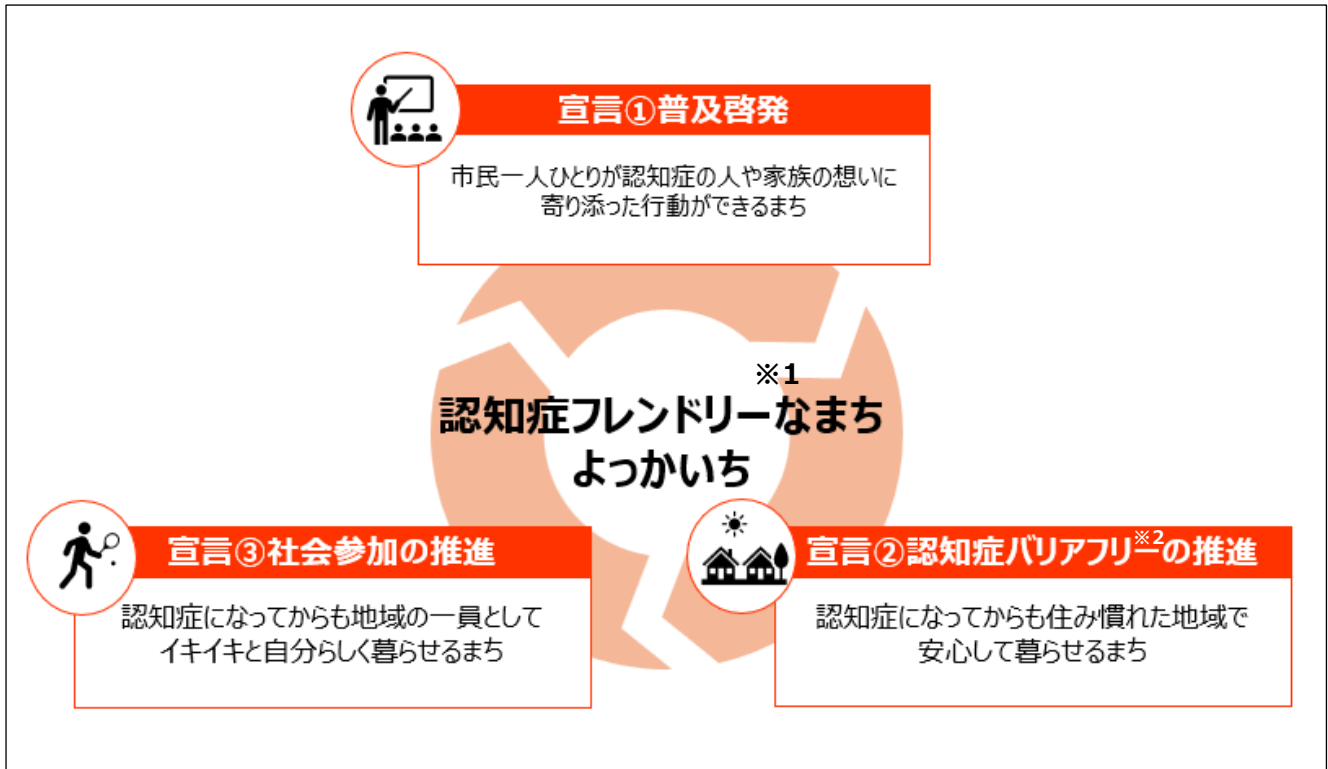 宣言①普及啓発
市民一人ひとりが認知症の人や家族の想いに
寄り添った行動ができるまち
※1
認知症フレンドリーなまち
よっかいち
宣言②認知症バリアフリー※2の推進
認知症になってからも住み慣れた地域で
安心して暮らせるまち
宣言③社会参加の推進
認知症になってからも地域の一員として
イキイキと自分らしく暮らせるまち